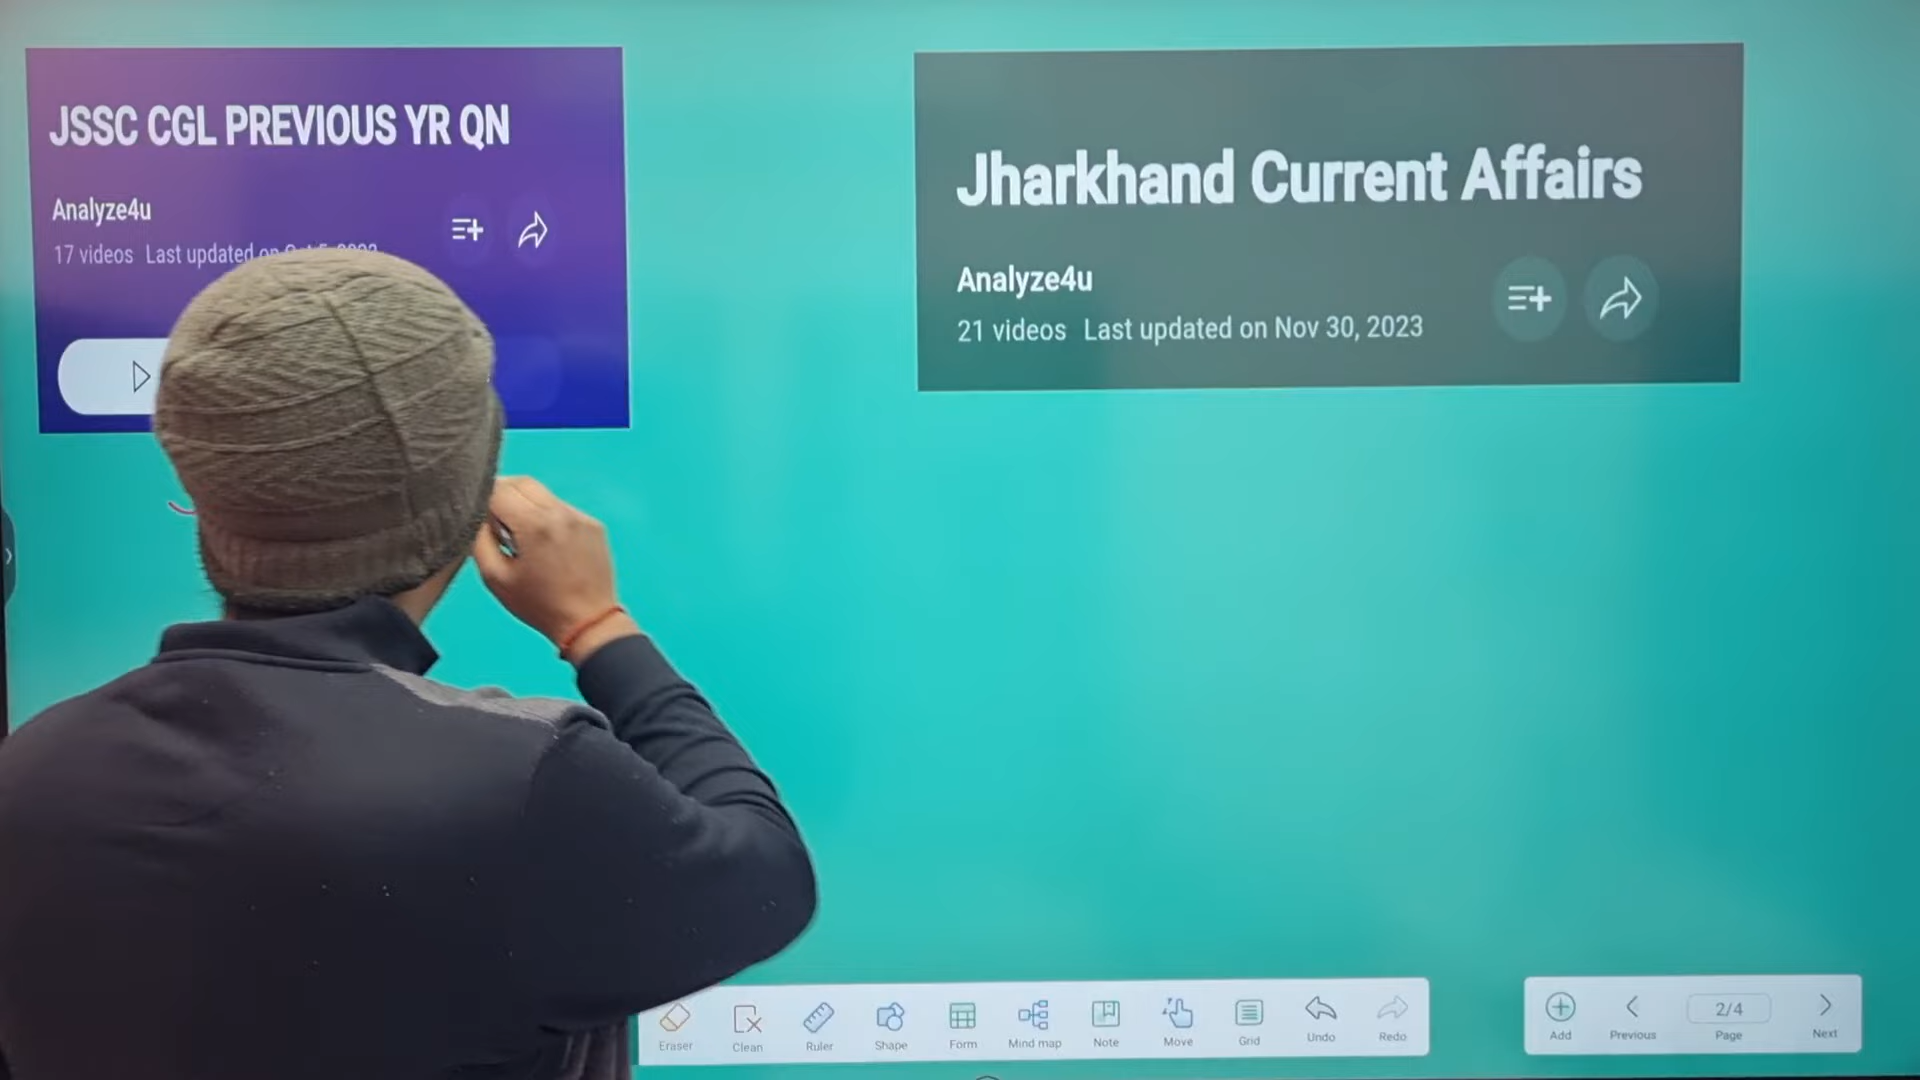 JSSC CGL PREVIOUS YR QN
Analyze4u
17 videos Last updated on
Jharkhand Current Affairs
Analyze4u
21 videos Last updated on Nov 30, 2023
Eraser
Clean
Ruler
Shape
Form
Mind map
Note
Move
Grid
Undo
Redo
Add
Previous
2/4
Page
Next